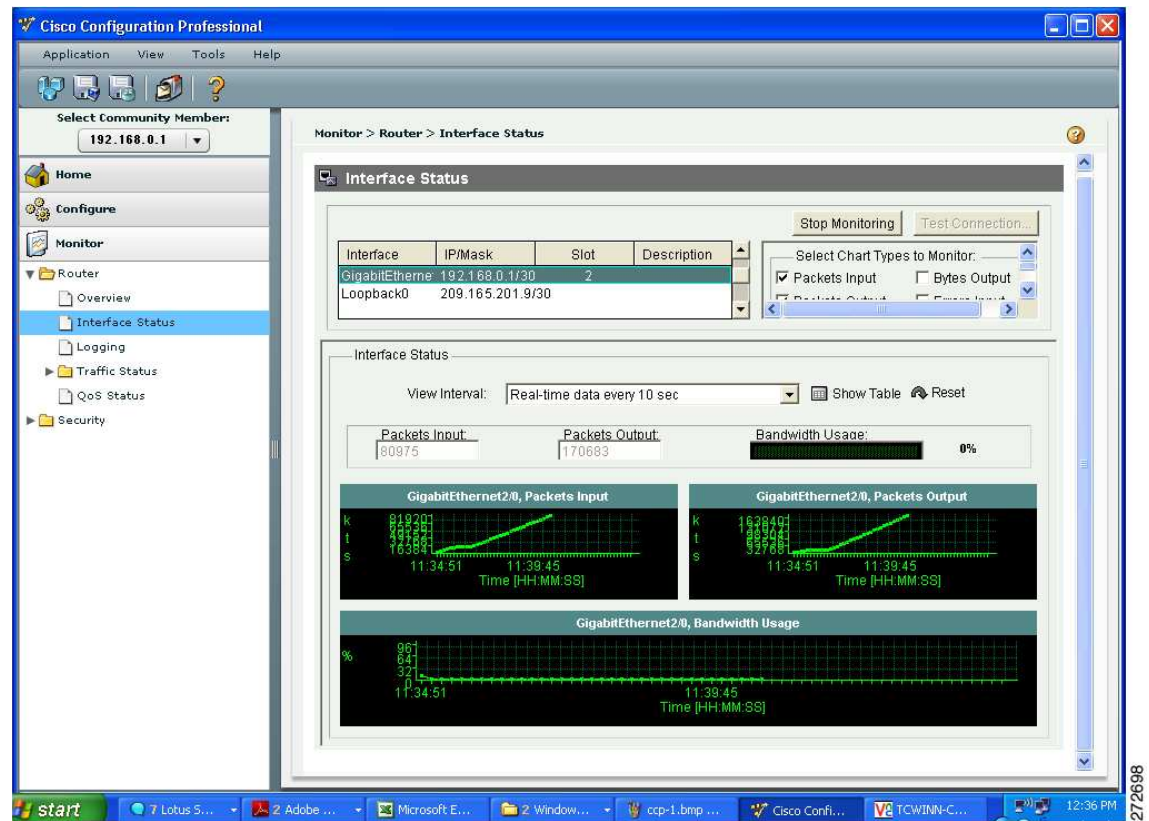 Cisco Configuration Professional
Application View Tools Help
Select Community Member:
192.168.0.1
Home
Configure
Monitor
Router
Overview
Interface Status
Logging
Traffic Status
QoS Status
Security
Monitor > Router > Interface Status
Interface Status
Stop Monitoring Test Connection...
Interface IP/Mask Slot Description
GigabitEtherne 192.168.0.1/30 2
Loopback0 209.165.201.9/30
Select Chart Types to Monitor:
Packets Input Bytes Output
Packets Output Errors Input
Interface Status
View Interval: Real-time data every 10 sec Show Table Reset
Packets Input: Packets Output: Bandwidth Usage:
80975 170683 0%
GigabitEthernet2/0, Packets Input
k
t
s
81920
16384
11:34:51 11:39:45
Time [HH:MM:SS]
GigabitEthernet2/0, Packets Output
k
t
s
163840
32768
11:34:51 11:39:45
Time [HH:MM:SS]
GigabitEthernet2/0, Bandwidth Usage
%
96
64
32
0
11:34:51 11:39:45
Time [HH:MM:SS]
start 7 Lotus S... 2 Adobe ... Microsoft E... 2 Window... ccp-1.bmp ... Cisco Confi... TCWINN-C... 12:36 PM
272698